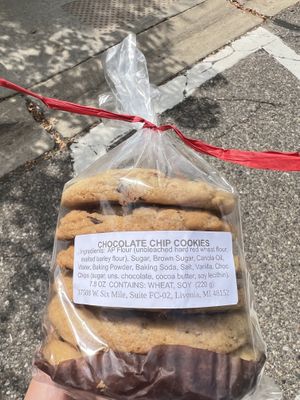 CHOCOLATE CHIP COOKIES
Ingredients: AP Flour (unbleached hard red wheat flour,
malted barley flour), Sugar, Brown Sugar, Canola Oil,
Water, Baking Powder, Baking Soda, Salt, Vanilla, Choc
Chips (sugar, uns. chocolate, cocoa butter, soy lecithin).
7.8 OZ CONTAINS: WHEAT, SOY (220 g)
37508 W. Six Mile, Suite FC-02, Livonia, MI 48152